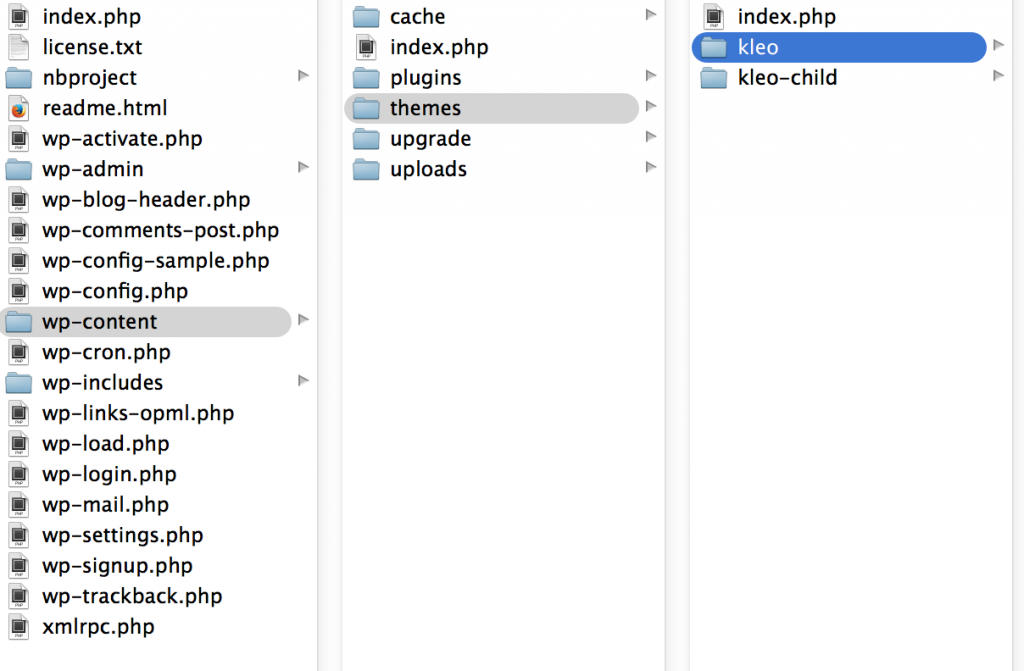 index.php
license.txt
nbproject
readme.html
wp-activate.php
wp-admin
wp-blog-header.php
wp-comments-post.php
wp-config-sample.php
wp-config.php
wp-content
wp-cron.php
wp-includes
wp-links-opml.php
wp-load.php
wp-login.php
wp-mail.php
wp-settings.php
wp-signup.php
wp-trackback.php
xmlrpc.php
cache
index.php
plugins
themes
upgrade
uploads
index.php
kleo
kleo-child